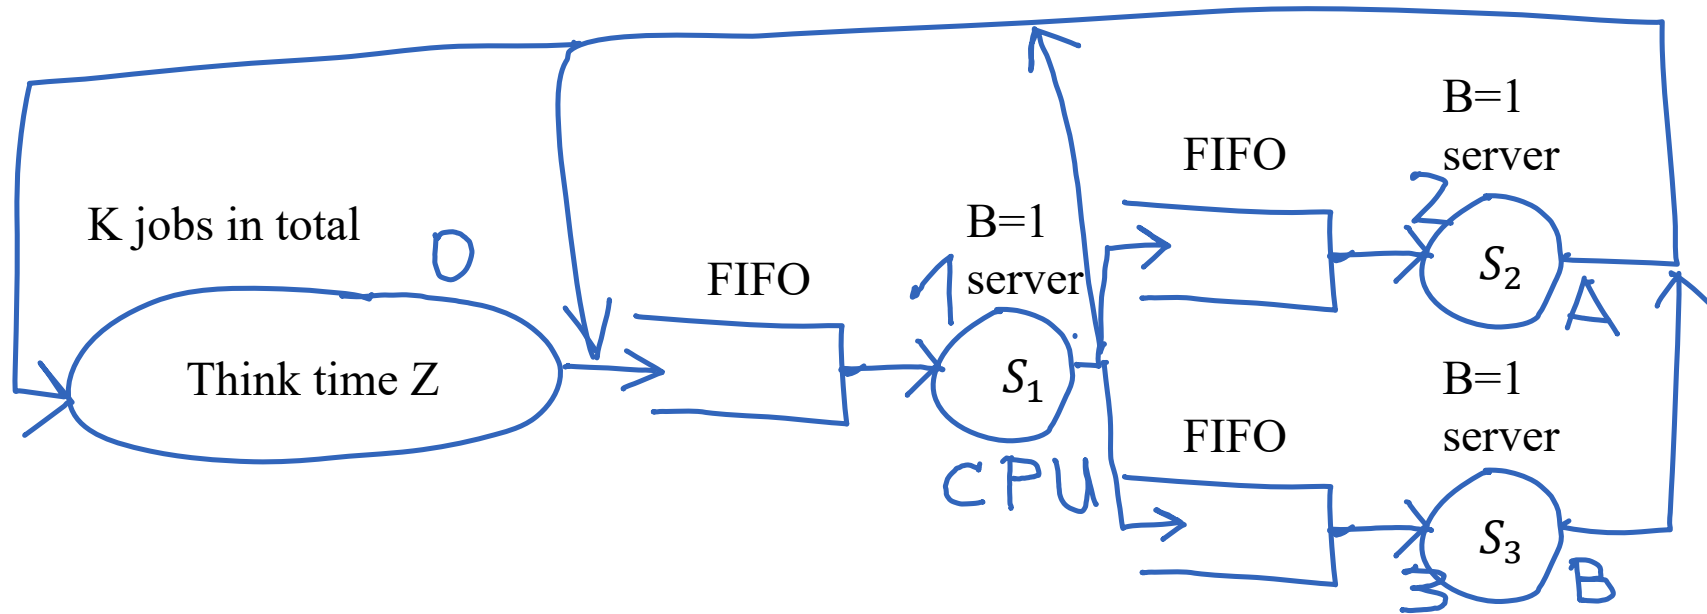 B=1
server
FIFO
2
K jobs in total
0
B=1
server
1
FIFO
S₂
A
Think time Z
S₁
B=1
server
CPU
FIFO
S₃
3
B